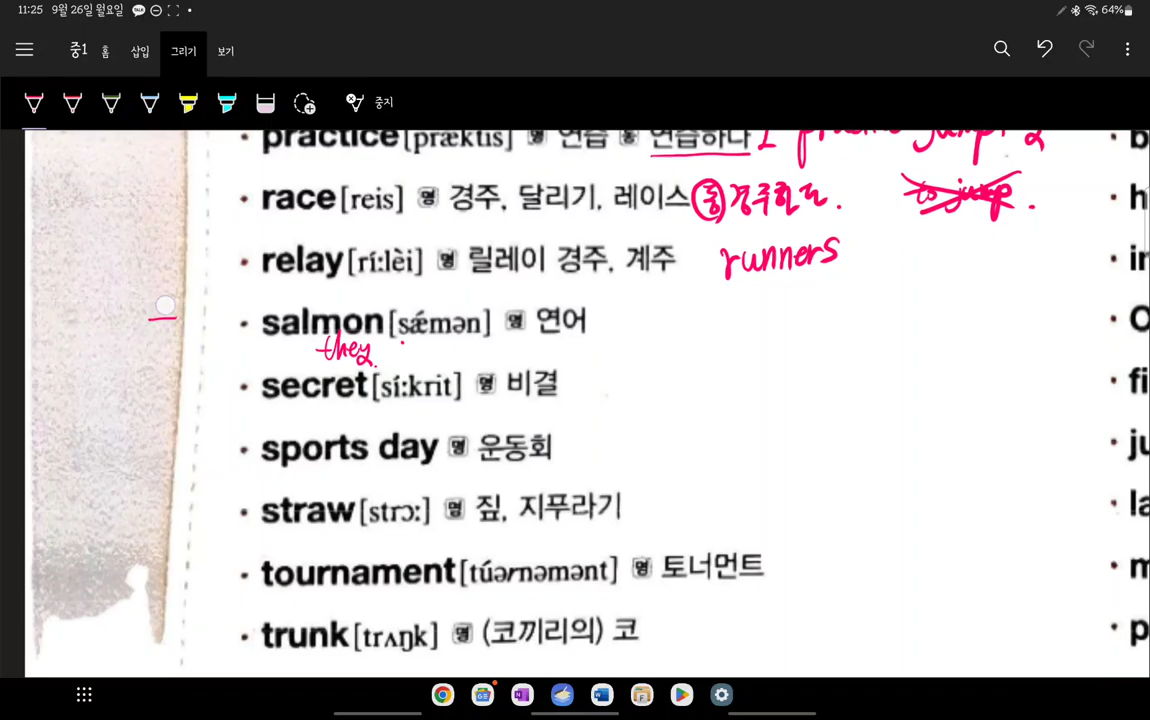 11:25 9월 26일 월요일 64%
중1 홈 삽입 그리기 보기
중지
practice[præktus] 명 연습 동 연습하다 I
race[reis] 명 경주, 달리기, 레이스 동 경주하다. to jump.
relay[rí:lèi] 명 릴레이 경주, 계주 runners
salmon[sǽmən] 명 연어
they.
secret[sí:krit] 명 비결
sports day 명 운동회
straw[strɔ:] 명 짚, 지푸라기
tournament[túərnəmənt] 명 토너먼트
trunk[trʌŋk] 명 (코끼리의) 코